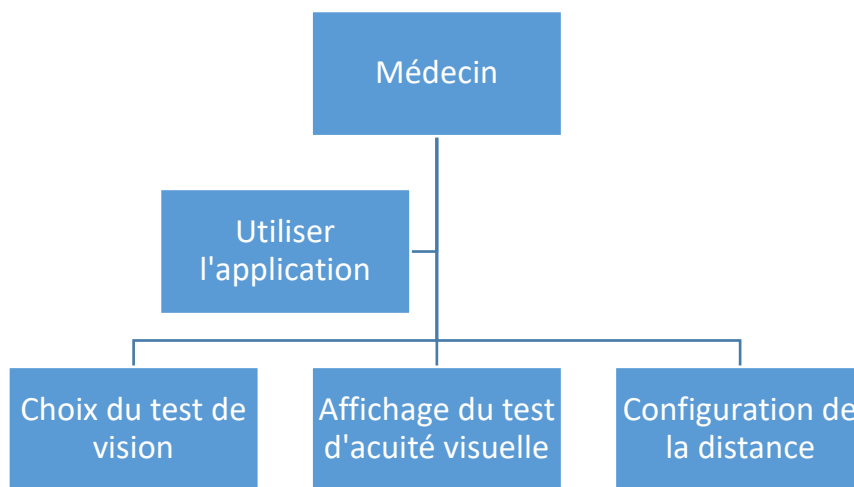 Médecin
Utiliser
l'application
Choix du test de
vision
Affichage du test
d'acuité visuelle
Configuration de
la distance